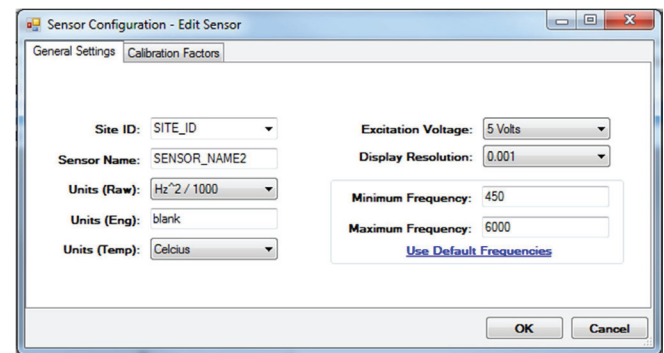 Sensor Configuration - Edit Sensor
General Settings Calibration Factors
Site ID: SITE_ID
Sensor Name: SENSOR_NAME2
Units (Raw): Hz^2 / 1000
Units (Eng): blank
Units (Temp): Celcius
Excitation Voltage: 5 Volts
Display Resolution: 0.001
Minimum Frequency: 450
Maximum Frequency: 6000
Use Default Frequencies
OK Cancel